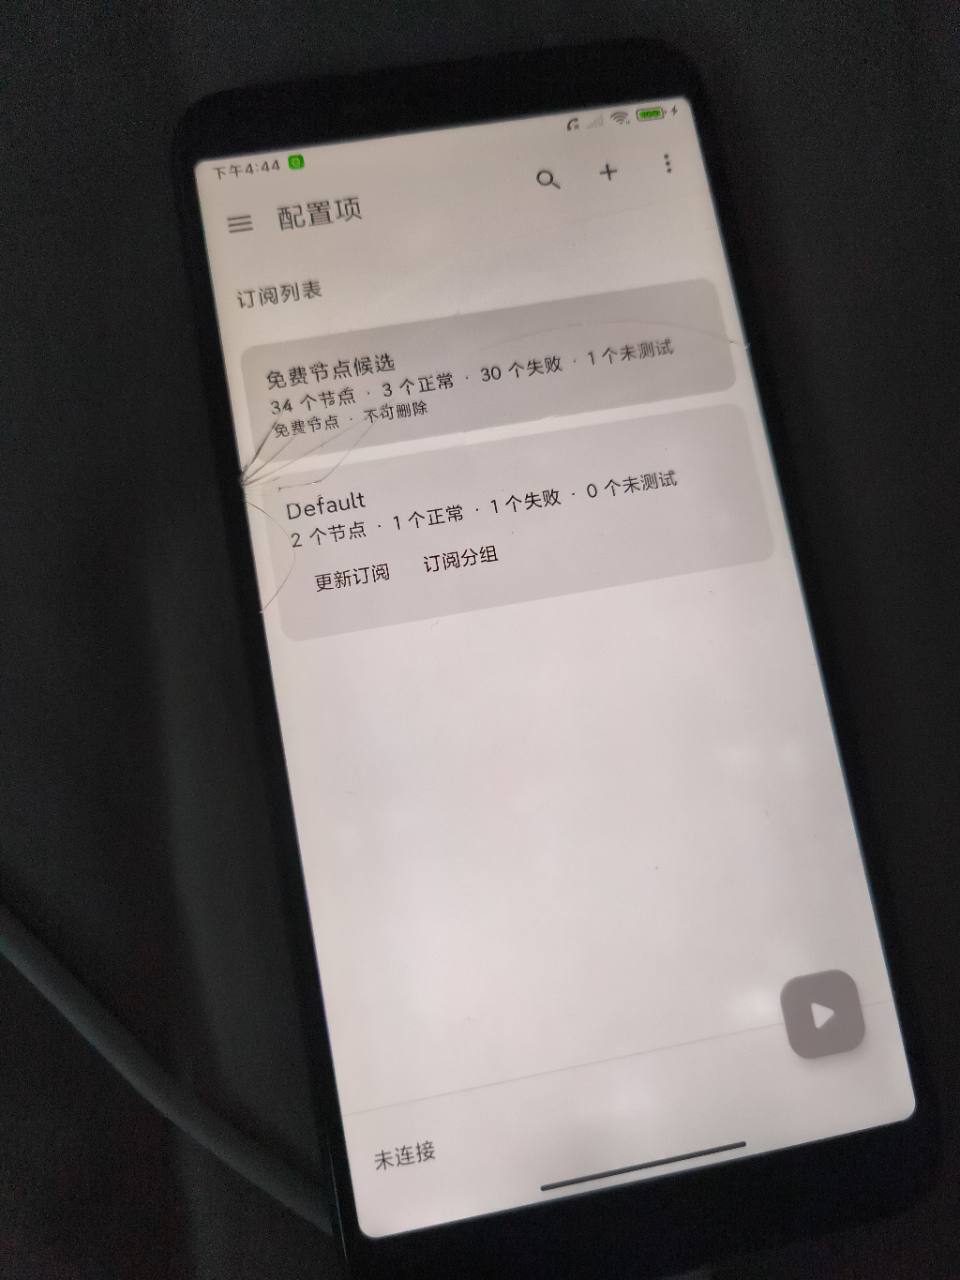 下午4:44
配置项
订阅列表
免费节点候选
34 个节点 · 3 个正常 · 30 个失败 · 1 个未测试
免费节点 · 不可删除
Default
2 个节点 · 1 个正常 · 1 个失败 · 0 个未测试
更新订阅 订阅分组
未连接